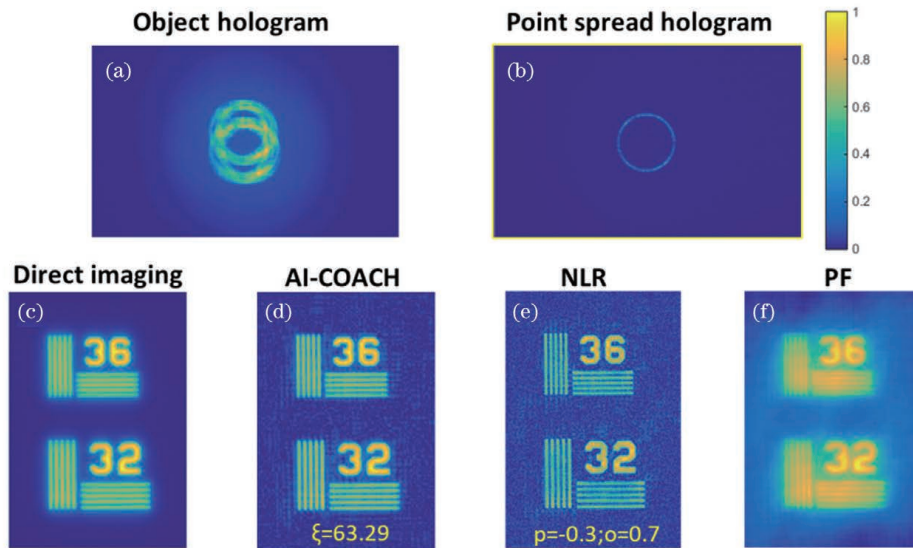 Object hologram
Point spread hologram
(a)
(b)
1
0.8
0.6
0.4
0.2
0
Direct imaging
AI-COACH
NLR
PF
(c)
(d)
(e)
(f)
36
36
36
36
32
32
32
32
ξ=63.29
p=-0.3;o=0.7